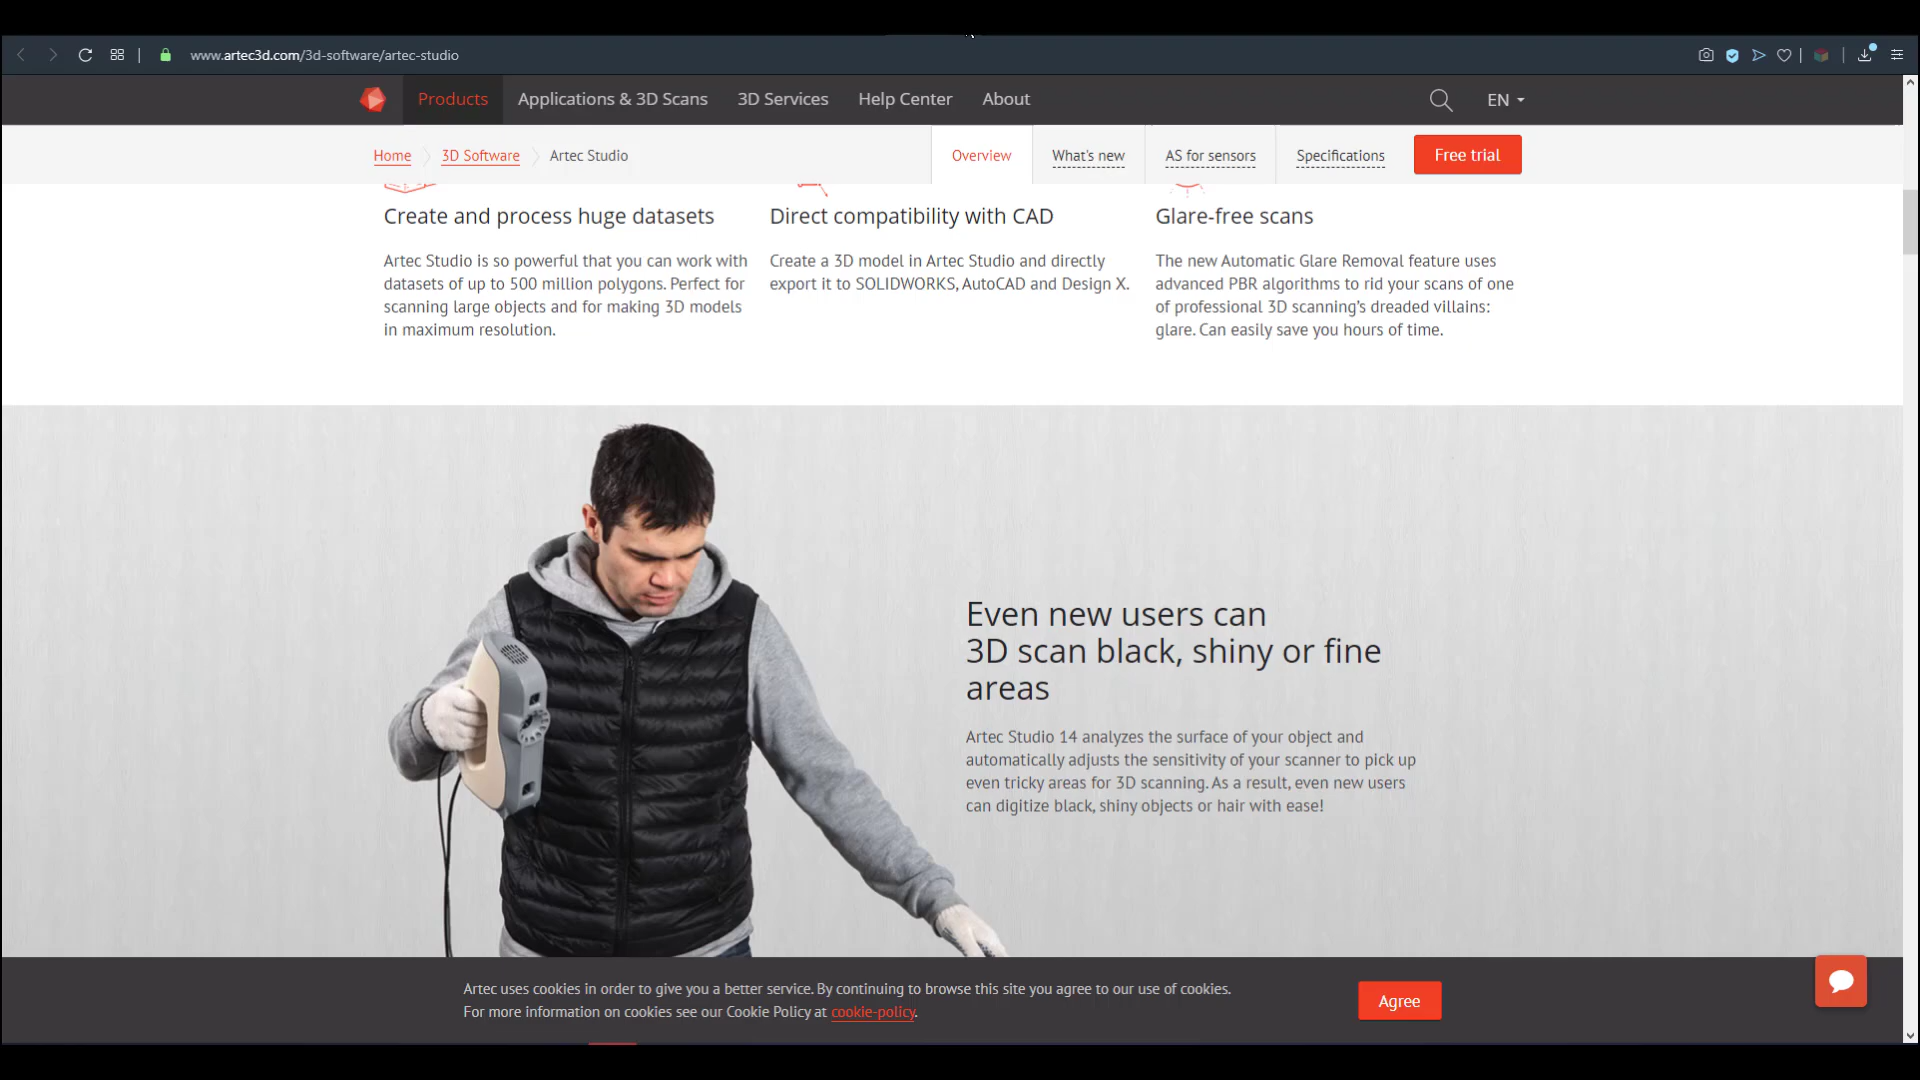 www.artec3d.com/3d-software/artec-studio
Products Applications & 3D Scans 3D Services Help Center About EN
Home 3D Software Artec Studio Overview What's new AS for sensors Specifications Free trial
Create and process huge datasets
Artec Studio is so powerful that you can work with
datasets of up to 500 million polygons. Perfect for
scanning large objects and for making 3D models
in maximum resolution.
Direct compatibility with CAD
Create a 3D model in Artec Studio and directly
export it to SOLIDWORKS, AutoCAD and Design X.
Glare-free scans
The new Automatic Glare Removal feature uses
advanced PBR algorithms to rid your scans of one
of professional 3D scanning’s dreaded villains:
glare. Can easily save you hours of time.
Even new users can
3D scan black, shiny or fine
areas
Artec Studio 14 analyzes the surface of your object and
automatically adjusts the sensitivity of your scanner to pick up
even tricky areas for 3D scanning. As a result, even new users
can digitize black, shiny objects or hair with ease!
Artec uses cookies in order to give you a better service. By continuing to browse this site you agree to our use of cookies.
For more information on cookies see our Cookie Policy at cookie-policy.
Agree